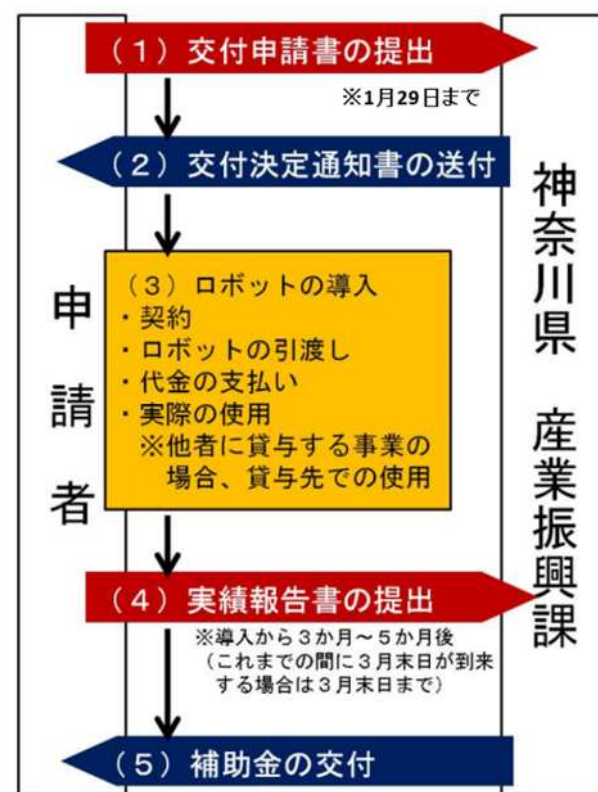 （１）交付申請書の提出
※1月29日まで
（２）交付決定通知書の送付
（３）ロボットの導入
・契約
・ロボットの引渡し
・代金の支払い
・実際の使用
※他者に貸与する事業の
場合、貸与先での使用
（４）実績報告書の提出
※導入から３か月～５か月後
（これまでの間に３月末日が到来
する場合は３月末日まで）
（５）補助金の交付
申請者
神奈川県　産業振興課